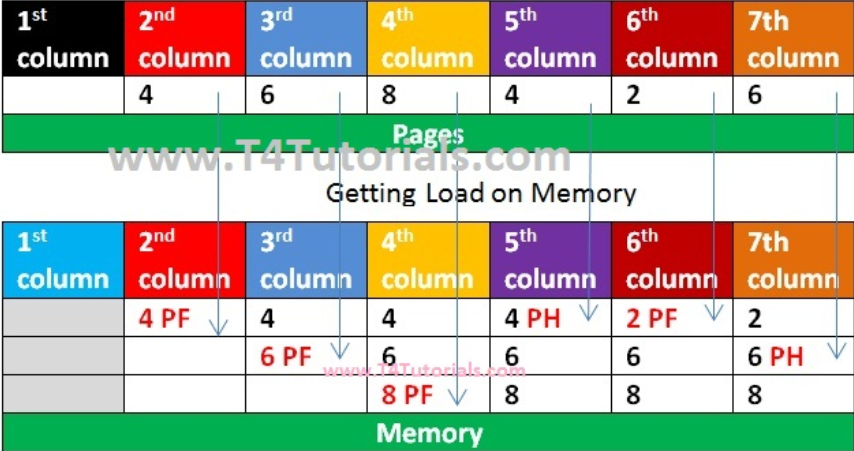 1st 2nd 3rd 4th 5th 6th 7th
column column column column column column column
4 6 8 4 2 6
Pages
www.T4Tutorials.com
Getting Load on Memory
1st 2nd 3rd 4th 5th 6th 7th
column column column column column column column
4 PF 4 4 4 PH 2 PF 2
6 PF 6 6 6 6 PH
www.T4Tutorials.com
8 PF 8 8 8
Memory